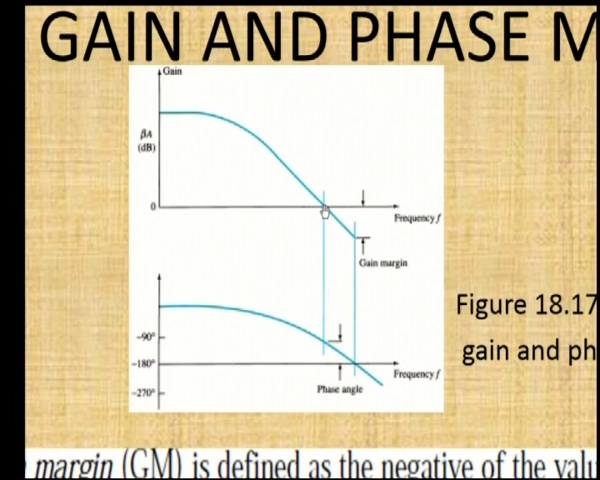 GAIN AND PHASE M
Gain
βA
(dB)
0
Frequency f
Gain margin
−90°
−180°
Frequency f
−270°
Phase angle
Figure 18.17
gain and ph
margin (GM) is defined as the negative of the valu